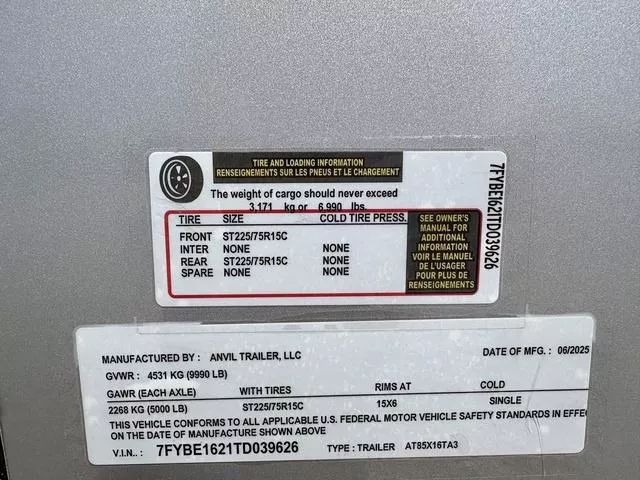 TIRE AND LOADING INFORMATION
RENSEIGNEMENTS SUR LES PNEUS ET LE CHARGEMENT
The weight of cargo should never exceed
3,171 kg or 6,990 lbs.
TIRE SIZE COLD TIRE PRESS.
FRONT ST225/75R15C
INTER NONE NONE
REAR ST225/75R15C NONE
SPARE NONE NONE
SEE OWNER'S
MANUAL FOR
ADDITIONAL
INFORMATION
VOIR LE MANUEL
DE L'USAGER
POUR PLUS DE
RENSEIGNEMENTS
7FYBE1621TD039626
MANUFACTURED BY: ANVIL TRAILER, LLC DATE OF MFG. : 06/2025
GVWR: 4531 KG (9990 LB)
GAWR (EACH AXLE) WITH TIRES RIMS AT COLD
2268 KG (5000 LB) ST225/75R15C 15X6 SINGLE
THIS VEHICLE CONFORMS TO ALL APPLICABLE U.S. FEDERAL MOTOR VEHICLE SAFETY STANDARDS IN EFFEC
ON DATE OF MANUFACTURE SHOWN ABOVE
V.I.N.. : 7FYBE1621TD039626 TYPE: TRAILER AT85X16TA3